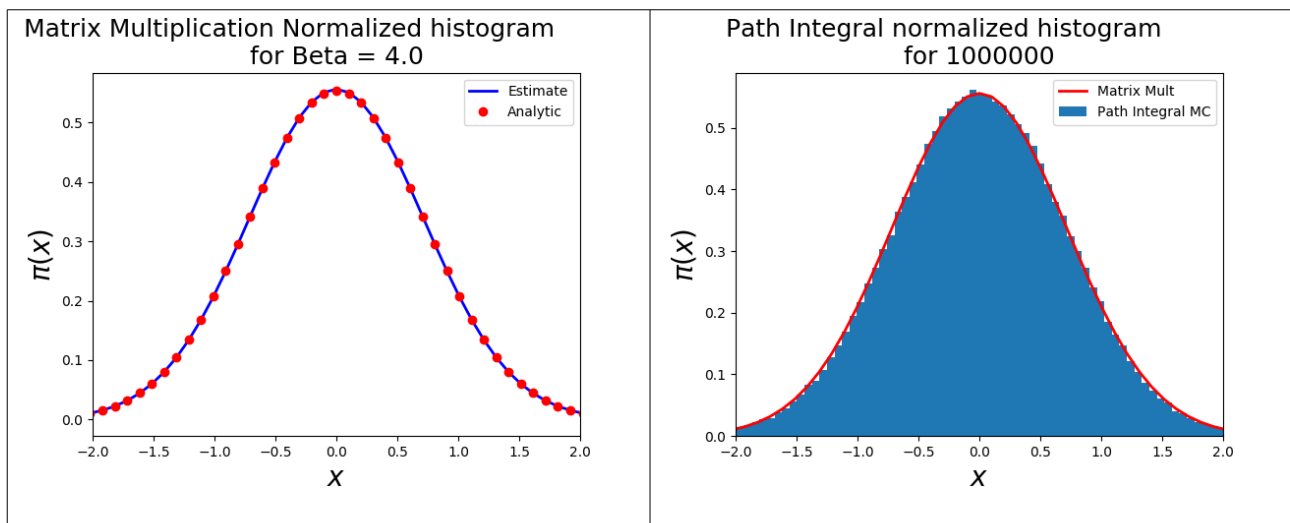 Matrix Multiplication Normalized histogram
for Beta = 4.0
Estimate
Analytic
0.5
0.4
0.3
0.2
0.1
0.0
π(x)
−2.0 −1.5 −1.0 −0.5 0.0 0.5 1.0 1.5 2.0
x
Path Integral normalized histogram
for 1000000
Matrix Mult
Path Integral MC
0.5
0.4
0.3
0.2
0.1
0.0
π(x)
−2.0 −1.5 −1.0 −0.5 0.0 0.5 1.0 1.5 2.0
x